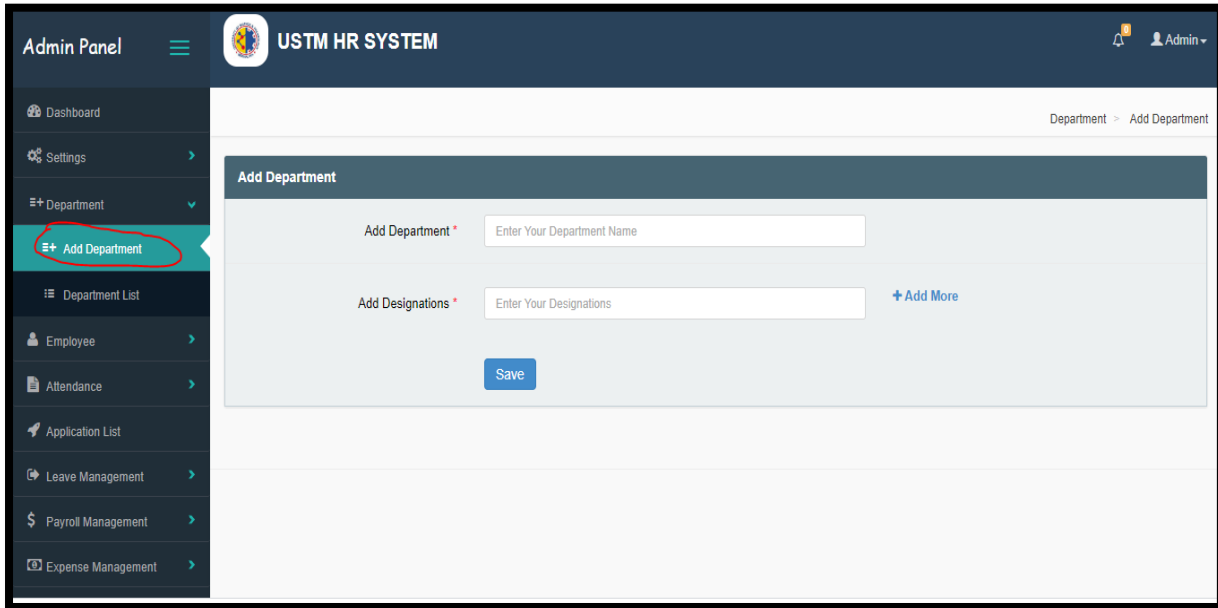 Admin Panel
USTM HR SYSTEM
0
Admin
Dashboard
Settings
Department
Add Department
Department List
Employee
Attendance
Application List
Leave Management
Payroll Management
Expense Management
Department > Add Department
Add Department
Add Department *
Enter Your Department Name
Add Designations *
Enter Your Designations
+ Add More
Save